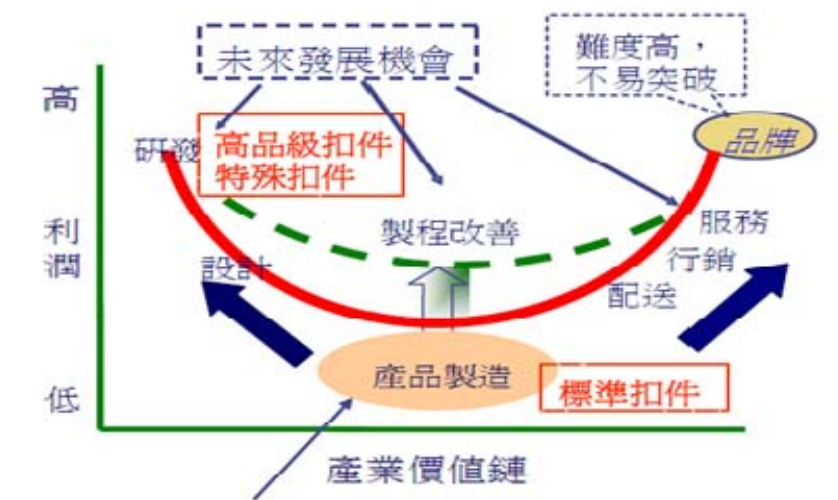 未來發展機會
難度高，
不易突破
高
研發
高品級扣件
特殊扣件
品牌
利
潤
製程改善
服務
行銷
設計
配送
低
產品製造
標準扣件
產業價值鏈